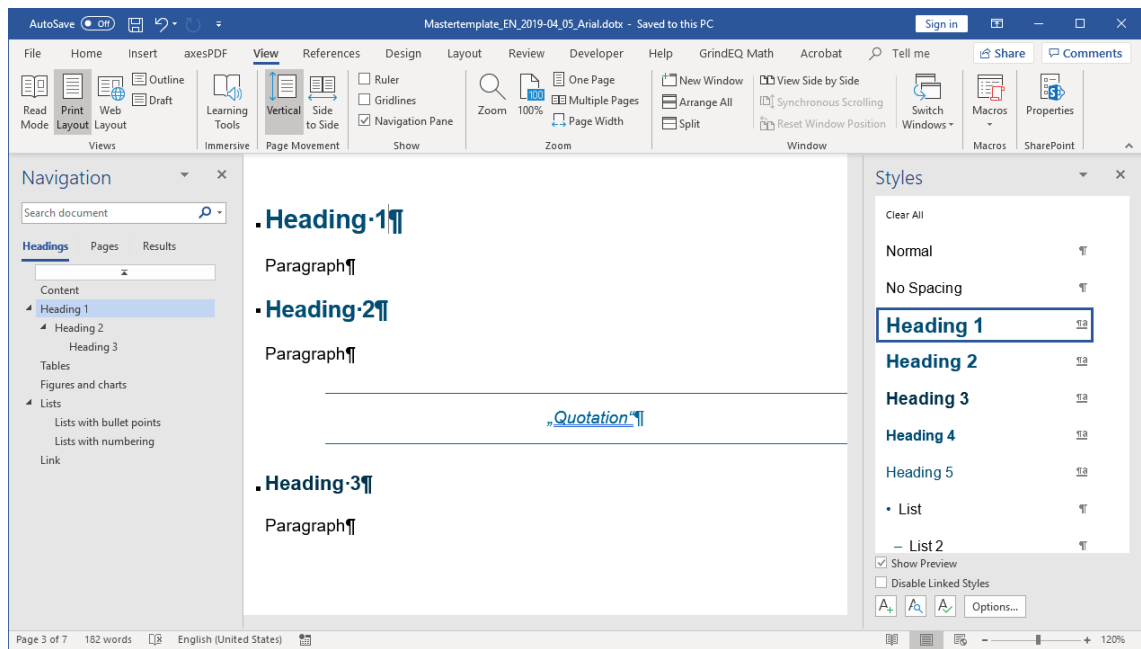 AutoSave Off Mastertemplate_EN_2019-04_05_Arial.dotx - Saved to this PC Sign in
File Home Insert axesPDF View References Design Layout Review Developer Help GrindEQ Math Acrobat Tell me Share Comments
Read Mode
Print Layout
Web Layout
Outline
Draft
Views
Learning Tools
Immersive
Vertical
Side to Side
Page Movement
Ruler
Gridlines
Navigation Pane
Show
Zoom
100
100%
One Page
Multiple Pages
Page Width
Zoom
New Window
Arrange All
Split
View Side by Side
Synchronous Scrolling
Reset Window Position
Switch Windows
Window
Macros
Macros
Properties
SharePoint
Navigation
Search document
Headings Pages Results
Content
Heading 1
Heading 2
Heading 3
Tables
Figures and charts
Lists
Lists with bullet points
Lists with numbering
Link
Heading·1¶
Paragraph¶
Heading·2¶
Paragraph¶
„Quotation“¶
Heading·3¶
Paragraph¶
Styles
Clear All
Normal ¶
No Spacing ¶
Heading 1 ¶a
Heading 2 ¶a
Heading 3 ¶a
Heading 4 ¶a
Heading 5 ¶a
• List ¶
– List 2 ¶
Show Preview
Disable Linked Styles
Options...
Page 3 of 7 182 words English (United States) 120%